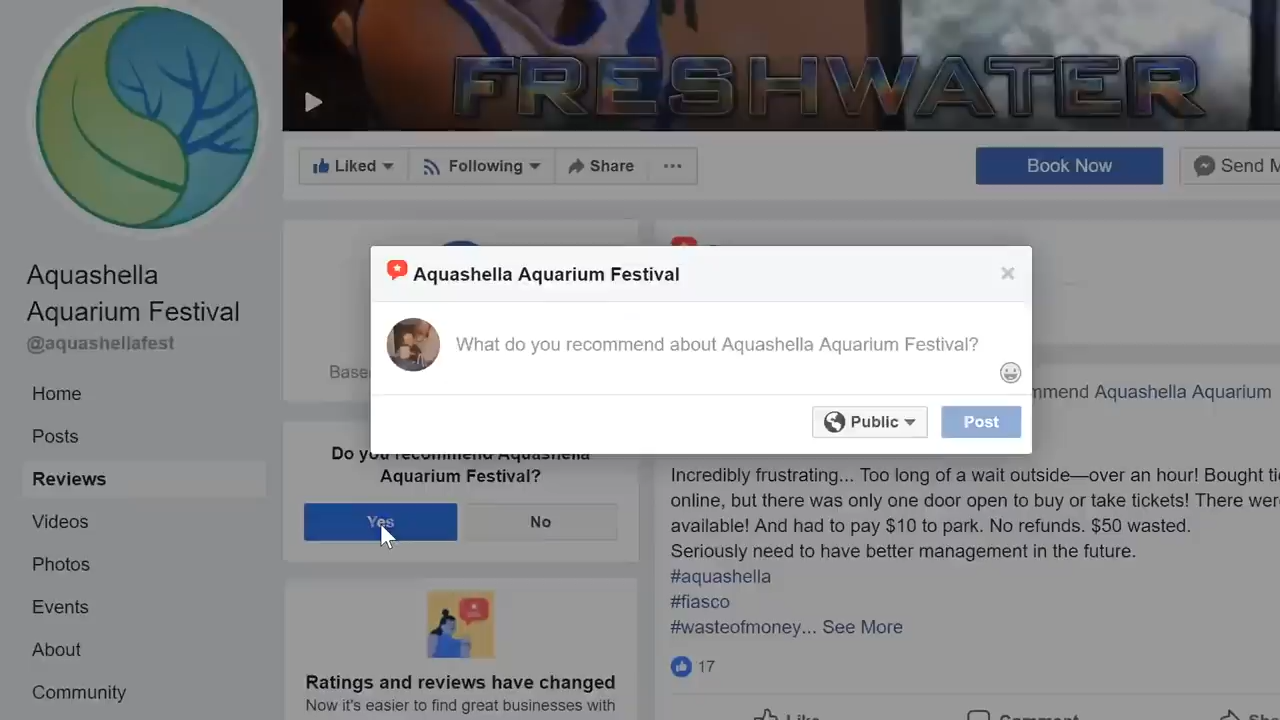 FRESHWATER
Liked
Following
Share
Book Now
Send M
Aquashella
Aquarium Festival
@aquashellafest
Home
Posts
Reviews
Videos
Photos
Events
About
Community
Aquashella Aquarium Festival
What do you recommend about Aquashella Aquarium Festival?
Public
Post
Base
Do you recommend Aquashella
Aquarium Festival?
Yes
No
Ratings and reviews have changed
Now it's easier to find great businesses with
mmend Aquashella Aquarium
Incredibly frustrating... Too long of a wait outside—over an hour! Bought
online, but there was only one door open to buy or take tickets! There were
available! And had to pay $10 to park. No refunds. $50 wasted.
Seriously need to have better management in the future.
#aquashella
#fiasco
#wasteofmoney... See More
17
Like
Comment